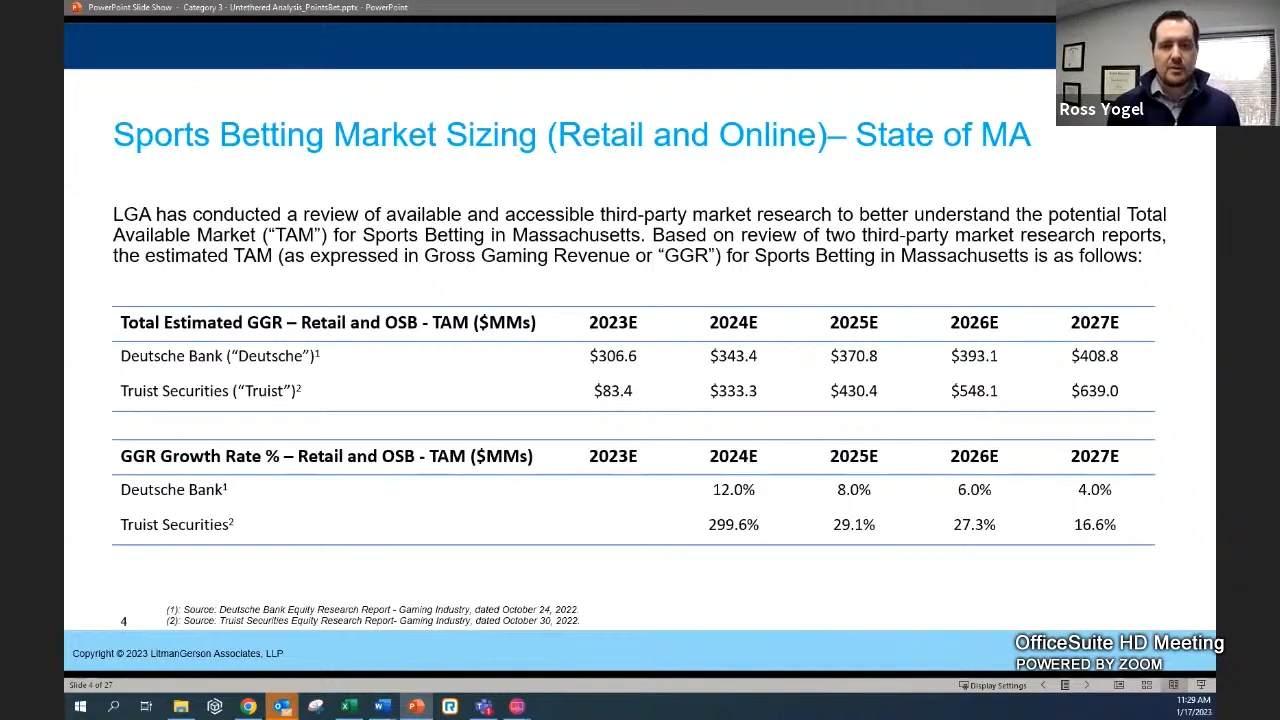 PowerPoint Slide Show - Category 3 - Untethered Analysis_PointsBet.pptx - PowerPoint
Ross Yogel
Sports Betting Market Sizing (Retail and Online)– State of MA
LGA has conducted a review of available and accessible third-party market research to better understand the potential Total
Available Market (“TAM”) for Sports Betting in Massachusetts. Based on review of two third-party market research reports,
the estimated TAM (as expressed in Gross Gaming Revenue or “GGR”) for Sports Betting in Massachusetts is as follows:
Total Estimated GGR – Retail and OSB - TAM ($MMs) 2023E 2024E 2025E 2026E 2027E
Deutsche Bank (“Deutsche”)¹ $306.6 $343.4 $370.8 $393.1 $408.8
Truist Securities (“Truist”)² $83.4 $333.3 $430.4 $548.1 $639.0
GGR Growth Rate % – Retail and OSB - TAM ($MMs) 2023E 2024E 2025E 2026E 2027E
Deutsche Bank¹ 12.0% 8.0% 6.0% 4.0%
Truist Securities² 299.6% 29.1% 27.3% 16.6%
(1): Source: Deutsche Bank Equity Research Report - Gaming Industry, dated October 24, 2022.
(2): Source: Truist Securities Equity Research Report- Gaming Industry, dated October 30, 2022.
4
Copyright © 2023 LitmanGerson Associates, LLP
OfficeSuite HD Meeting
POWERED BY ZOOM
Slide 4 of 27
Display Settings
11:29 AM
1/17/2023